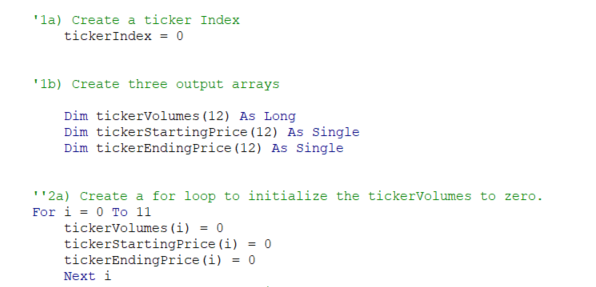 '1a) Create a ticker Index
tickerIndex = 0
'1b) Create three output arrays
Dim tickerVolumes(12) As Long
Dim tickerStartingPrice(12) As Single
Dim tickerEndingPrice(12) As Single
''2a) Create a for loop to initialize the tickerVolumes to zero.
For i = 0 To 11
tickerVolumes(i) = 0
tickerStartingPrice(i) = 0
tickerEndingPrice(i) = 0
Next i